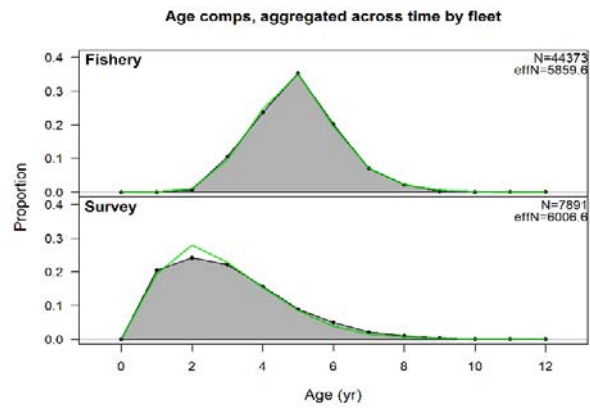 Age comps, aggregated across time by fleet
Fishery
N=44373
effN=5859.6
0.4
0.3
0.2
0.1
0.0
Survey
N=7891
effN=6006.6
0.4
0.3
0.2
0.1
0.0
Proportion
0 2 4 6 8 10 12
Age (yr)